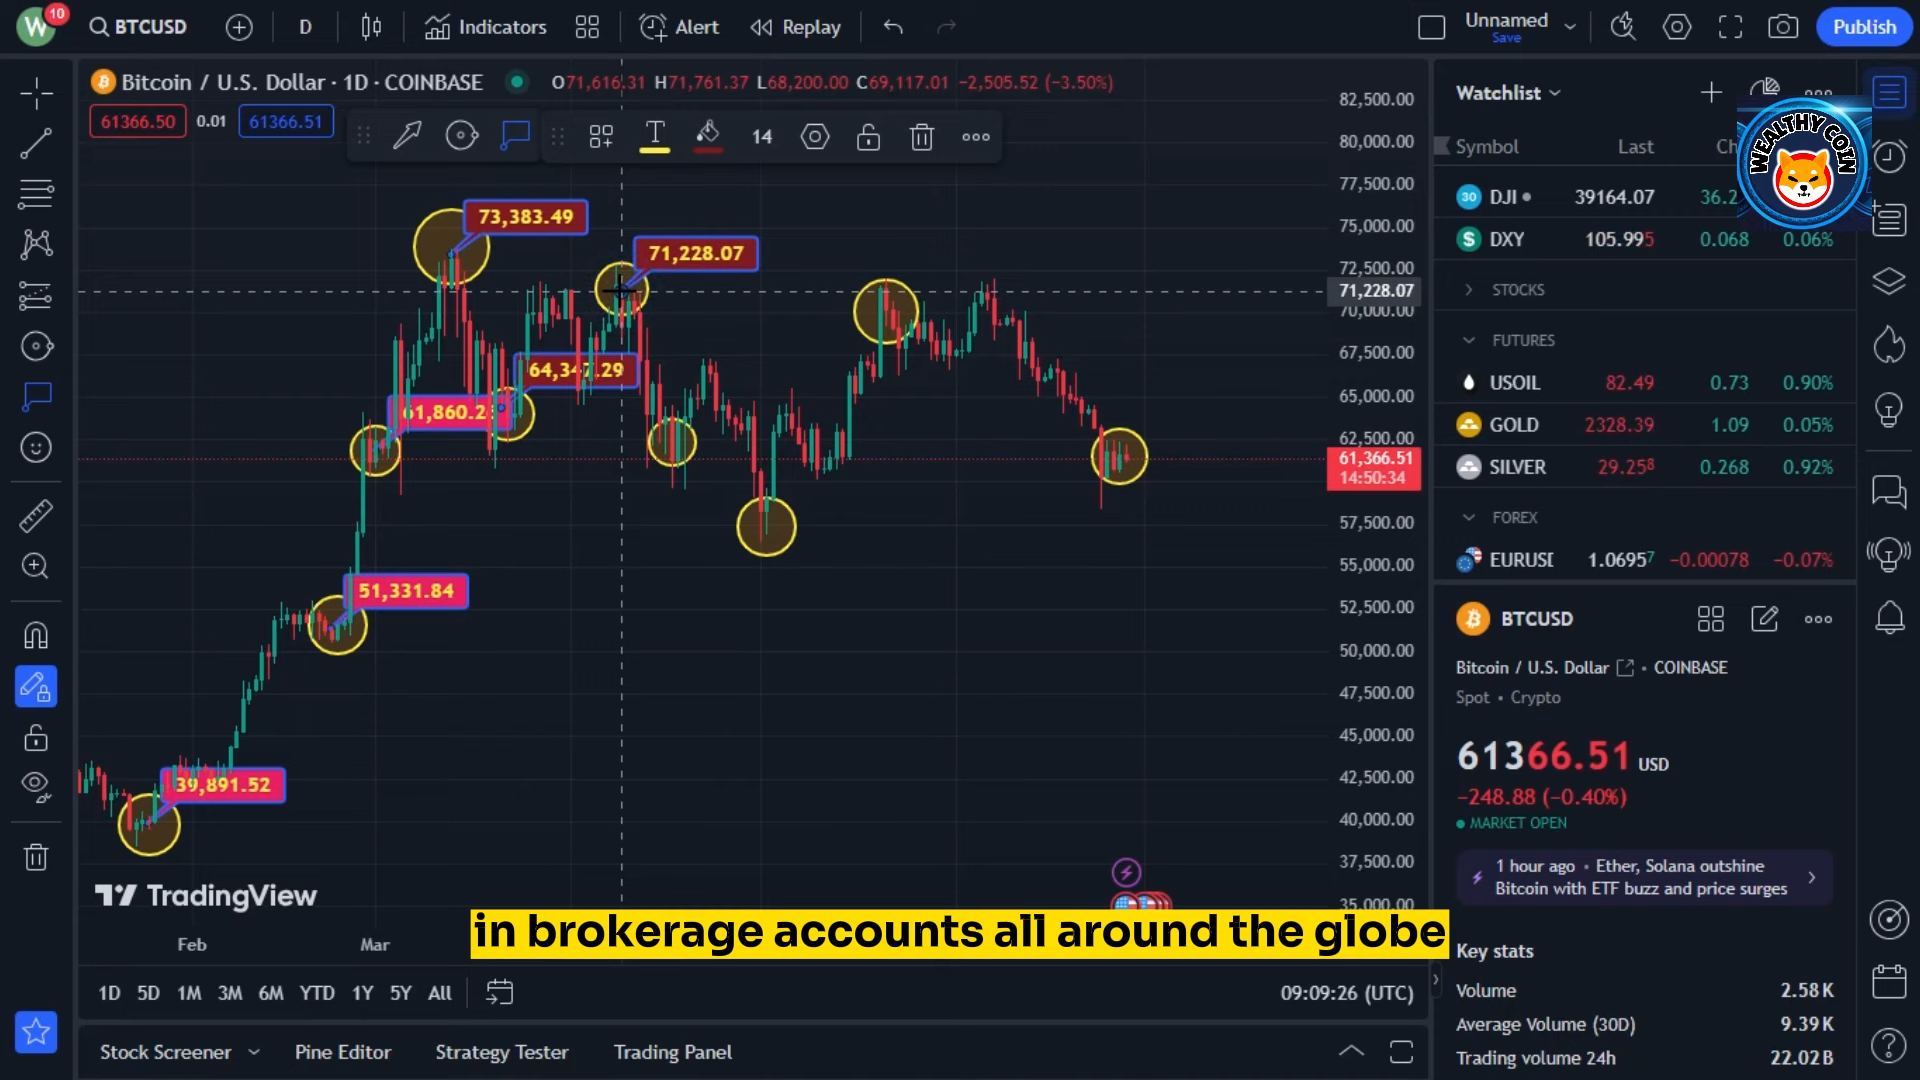 W 10 BTCUSD D Indicators Alert Replay Unnamed Save Publish
Bitcoin / U.S. Dollar · 1D · COINBASE O71,616.31 H71,761.37 L68,200.00 C69,117.01 −2,505.52 (−3.50%)
61366.50 0.01 61366.51
14
73,383.49
71,228.07
64,347.29
51,331.84
39,891.52
82,500.00
80,000.00
77,500.00
75,000.00
72,500.00
71,228.07
70,000.00
67,500.00
65,000.00
62,500.00
61,366.51
14:50:34
57,500.00
55,000.00
52,500.00
50,000.00
47,500.00
45,000.00
42,500.00
40,000.00
37,500.00
35,000.00
TradingView
Feb Mar
in brokerage accounts all around the globe
1D 5D 1M 3M 6M YTD 1Y 5Y All 09:09:26 (UTC)
Stock Screener Pine Editor Strategy Tester Trading Panel
Watchlist
WEALTHY COIN
Symbol Last
30 DJI 39164.07
DXY 105.995 0.068 0.06%
STOCKS
FUTURES
USOIL 82.49 0.73 0.90%
GOLD 2328.39 1.09 0.05%
SILVER 29.258 0.268 0.92%
FOREX
1.06957 −0.00078 −0.07%
BTCUSD
Bitcoin / U.S. Dollar · COINBASE
Spot · Crypto
61366.51 USD
−248.88 (−0.40%)
MARKET OPEN
1 hour ago · Ether, Solana outshine
Bitcoin with ETF buzz and price surges
Key stats
Volume 2.58K
Average Volume (30D) 9.39K
Trading volume 24h 22.02B